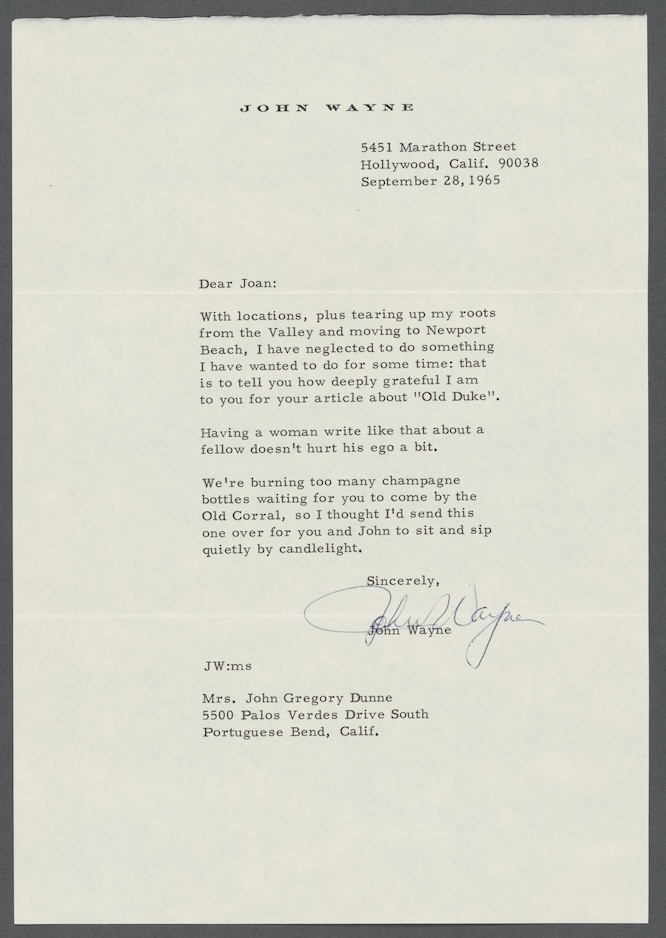 JOHN WAYNE
5451 Marathon Street
Hollywood, Calif. 90038
September 28, 1965
Dear Joan:
With locations, plus tearing up my roots
from the Valley and moving to Newport
Beach, I have neglected to do something
I have wanted to do for some time: that
is to tell you how deeply grateful I am
to you for your article about "Old Duke".
Having a woman write like that about a
fellow doesn't hurt his ego a bit.
We're burning too many champagne
bottles waiting for you to come by the
Old Corral, so I thought I'd send this
one over for you and John to sit and sip
quietly by candlelight.
Sincerely,
John Wayne
John Wayne
JW:ms
Mrs. John Gregory Dunne
5500 Palos Verdes Drive South
Portuguese Bend, Calif.